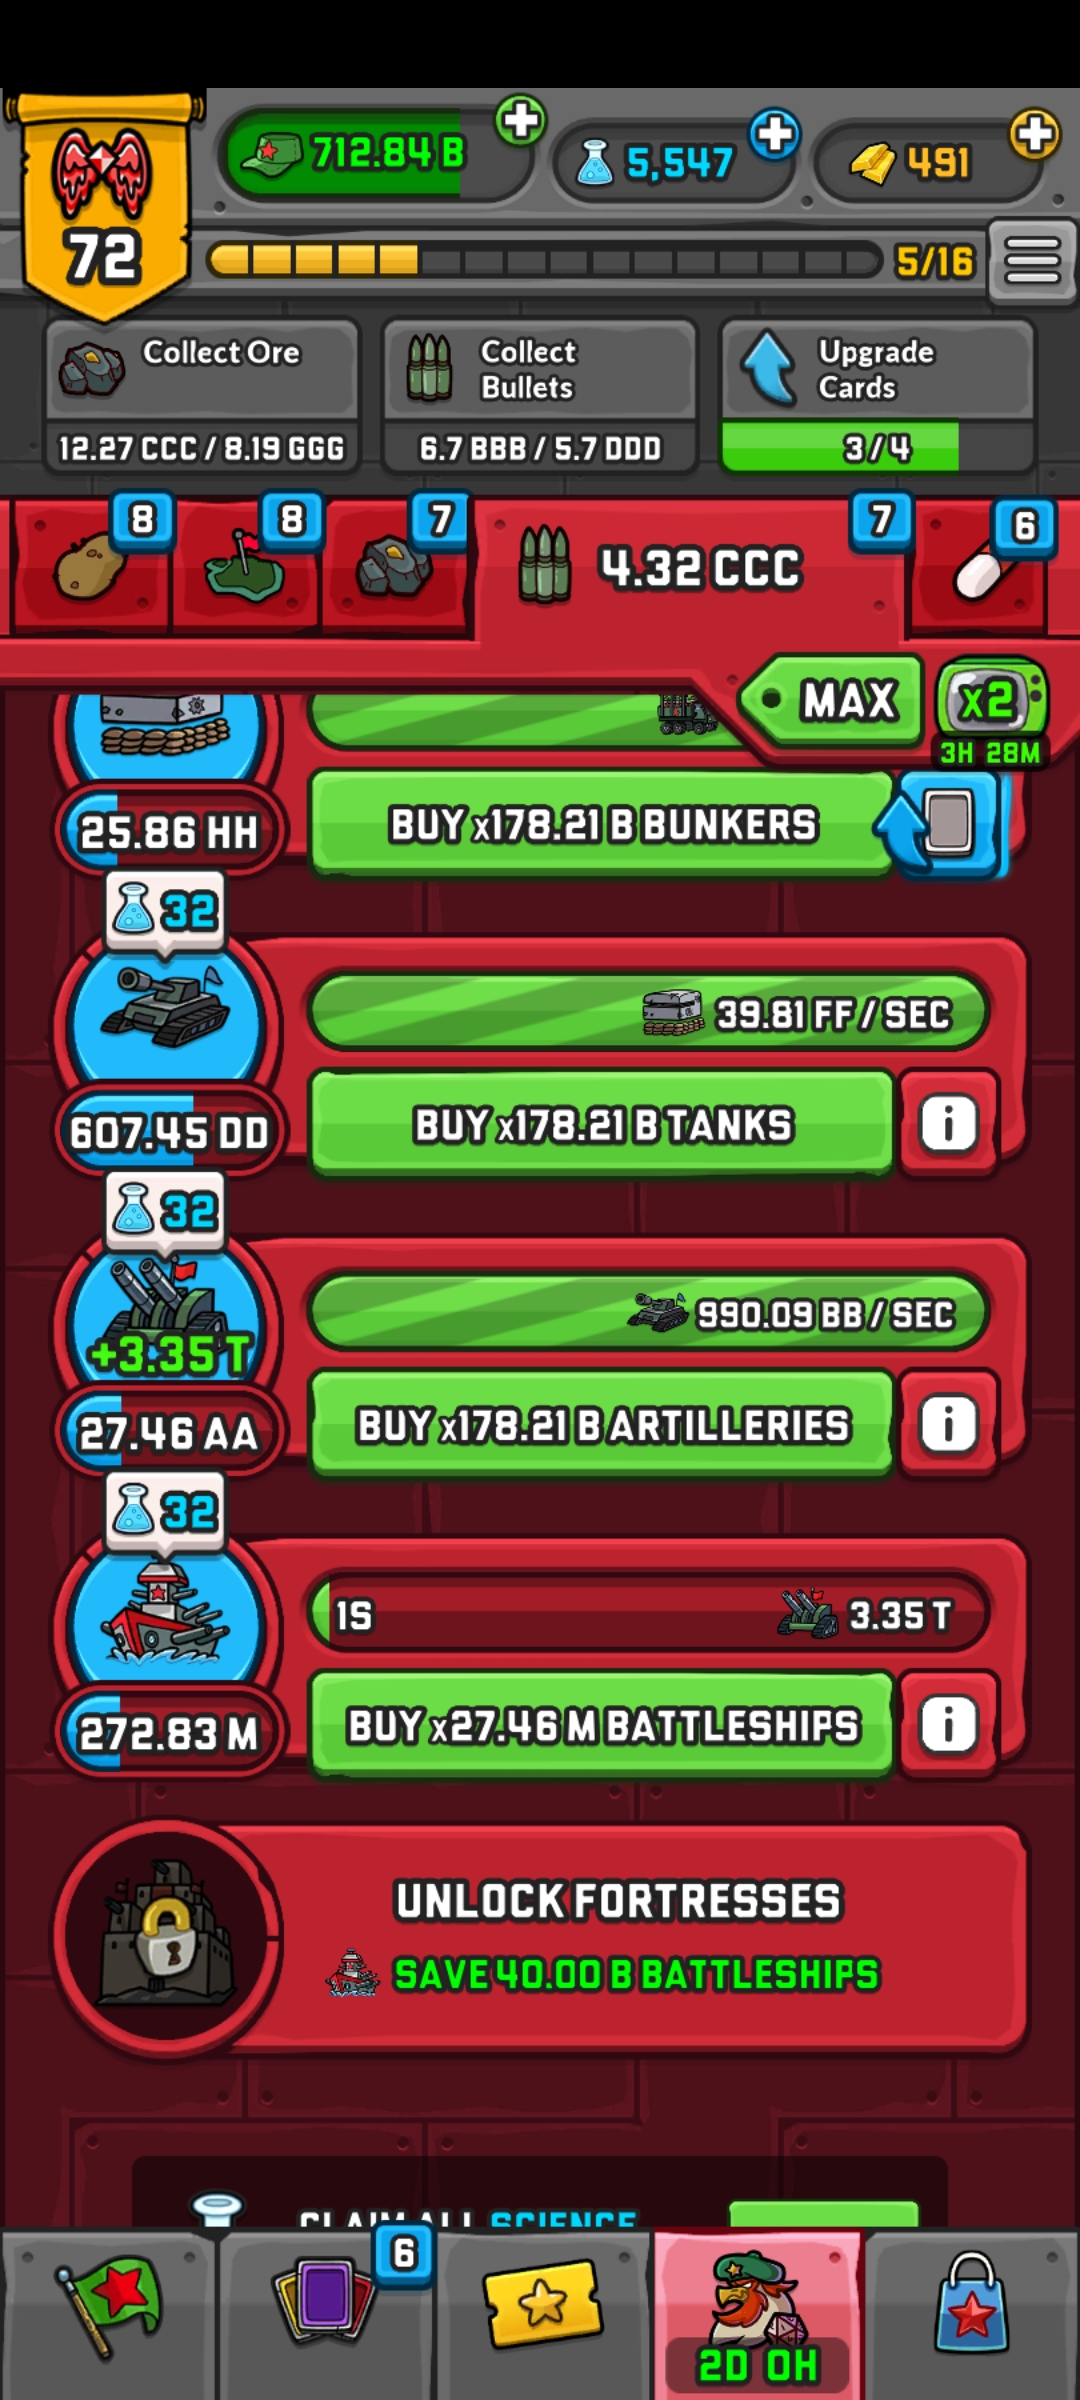 712.84 B
5,547
491
72
5/16
Collect Ore
12.27 CCC / 8.19 GGG
Collect
Bullets
6.7 BBB / 5.7 DDD
Upgrade
Cards
3/4
8
8
7
4.32 CCC
7
6
MAX
x2
3H 28M
25.86 HH
BUY x178.21 B BUNKERS
32
39.81 FF / SEC
607.45 DD
BUY x178.21 B TANKS
32
+3.35 T
990.09 BB / SEC
27.46 AA
BUY x178.21 B ARTILLERIES
32
1S
3.35 T
272.83 M
BUY x27.46 M BATTLESHIPS
UNLOCK FORTRESSES
SAVE 40.00 B BATTLESHIPS
CLAIM ALL SCIENCE
6
2D 0H